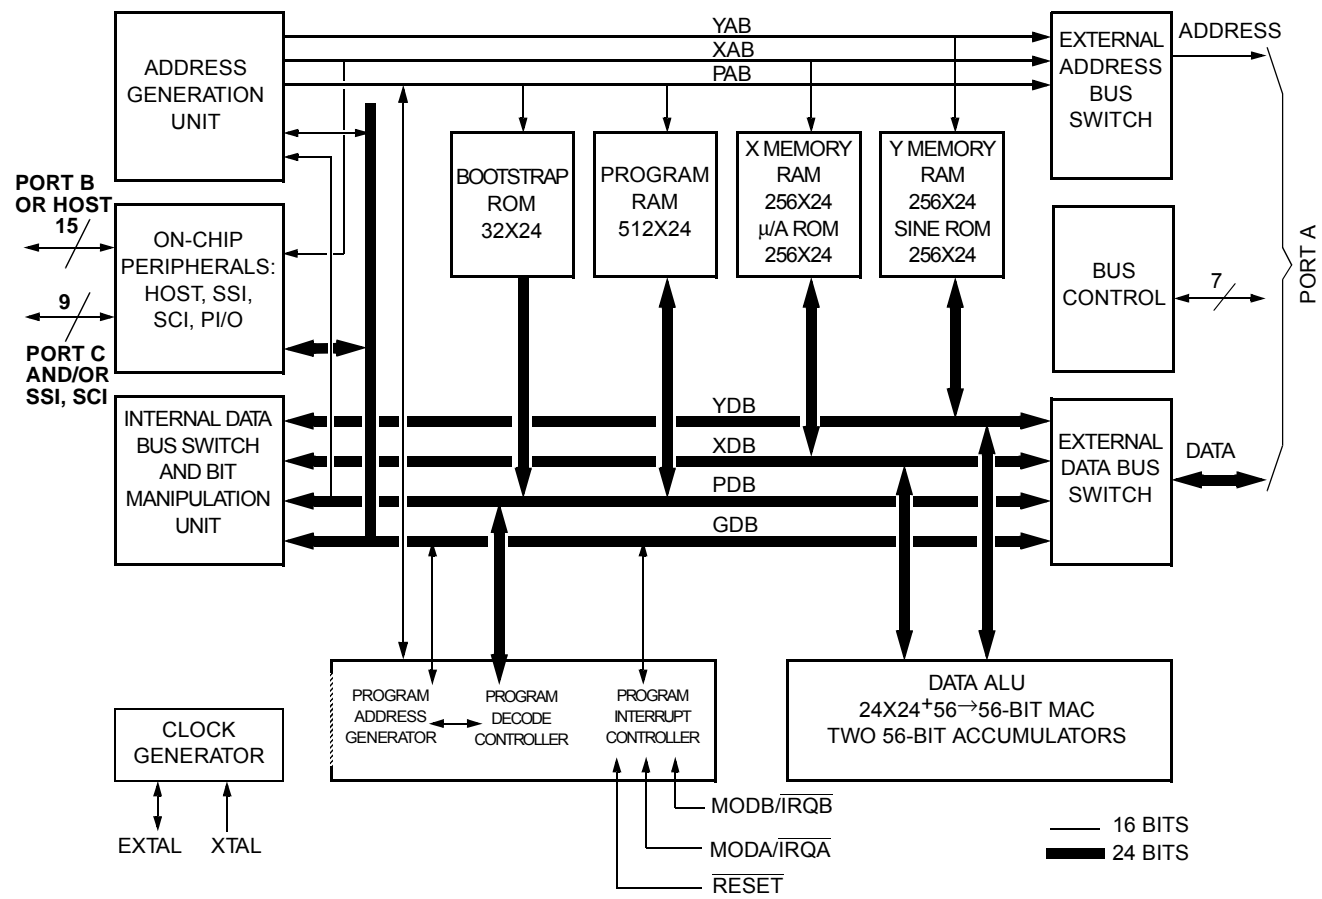 YAB
XAB
PAB
ADDRESS
GENERATION
UNIT
EXTERNAL
ADDRESS
BUS
SWITCH
ADDRESS
BOOTSTRAP
ROM
32X24
PROGRAM
RAM
512X24
X MEMORY
RAM
256X24
µ/A ROM
256X24
Y MEMORY
RAM
256X24
SINE ROM
256X24
PORT B
OR HOST
15
9
PORT C
AND/OR
SSI, SCI
ON-CHIP
PERIPHERALS:
HOST, SSI,
SCI, PI/O
BUS
CONTROL
7
PORT A
INTERNAL DATA
BUS SWITCH
AND BIT
MANIPULATION
UNIT
YDB
XDB
PDB
GDB
EXTERNAL
DATA BUS
SWITCH
DATA
PROGRAM
ADDRESS
GENERATOR
PROGRAM
DECODE
CONTROLLER
PROGRAM
INTERRUPT
CONTROLLER
DATA ALU
24X24+56→56-BIT MAC
TWO 56-BIT ACCUMULATORS
CLOCK
GENERATOR
EXTAL
XTAL
MODB/IRQB
MODA/IRQA
RESET
16 BITS
24 BITS